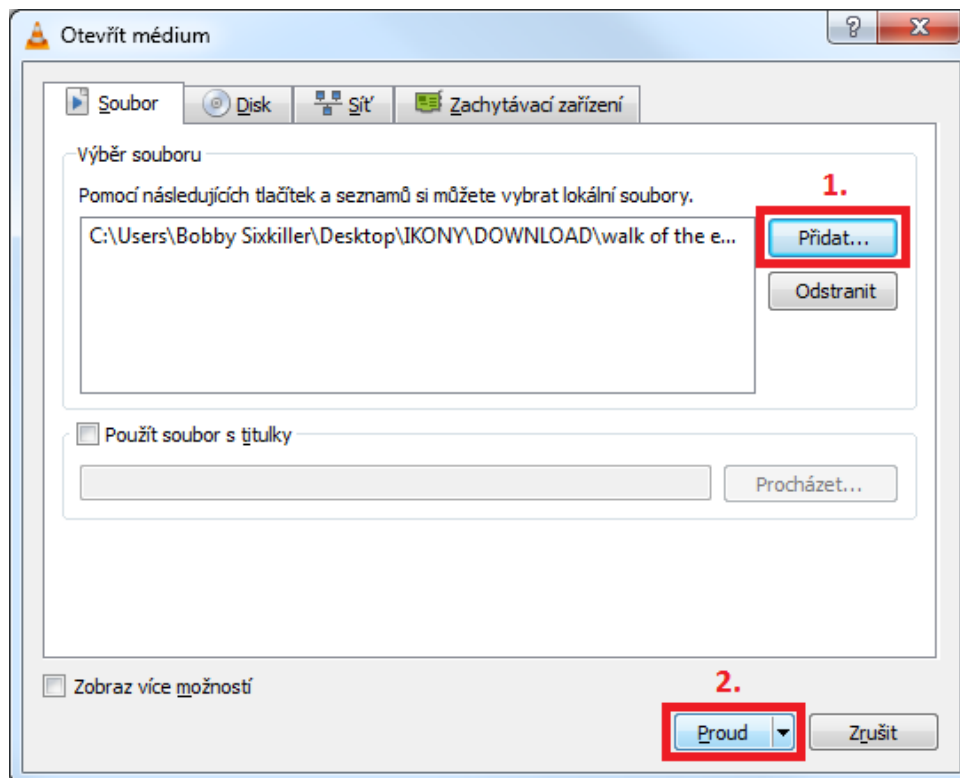 Otevřít médium
Soubor Disk Síť Zachytávací zařízení
Výběr souboru
Pomocí následujících tlačítek a seznamů si můžete vybrat lokální soubory.
1.
C:\Users\Bobby Sixkiller\Desktop\IKONY\DOWNLOAD\walk of the e...
Přidat...
Odstranit
Použít soubor s titulky
Procházet...
Zobraz více možností
2.
Proud
Zrušit